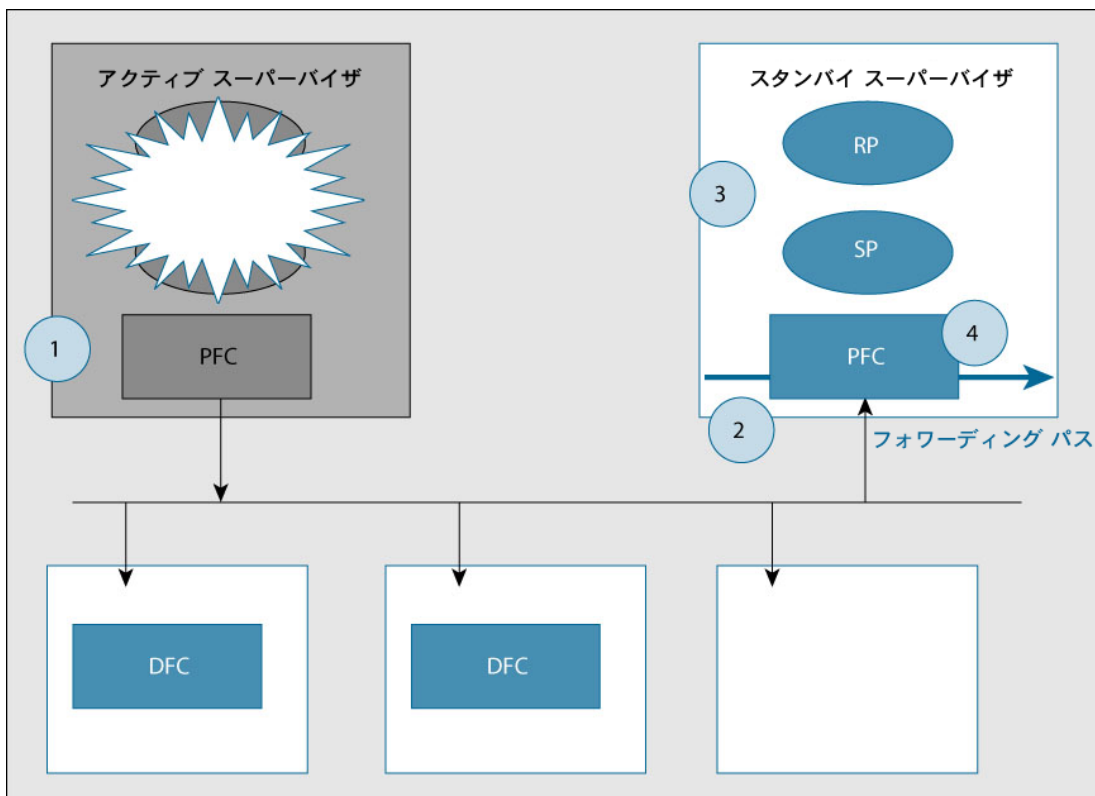 アクティブ スーパーバイザ
スタンバイ スーパーバイザ
RP
3
SP
1
PFC
PFC
4
2
フォワーディング パス
DFC
DFC